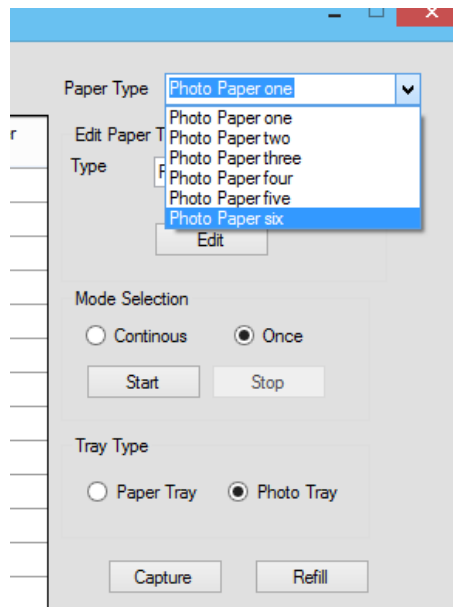 Paper Type Photo Paper one
Photo Paper one
r Edit Paper T Photo Paper two
Photo Paper three
Type Photo Paper four
Photo Paper five
Photo Paper six
Edit
Mode Selection
Continous Once
Start Stop
Tray Type
Paper Tray Photo Tray
Capture Refill